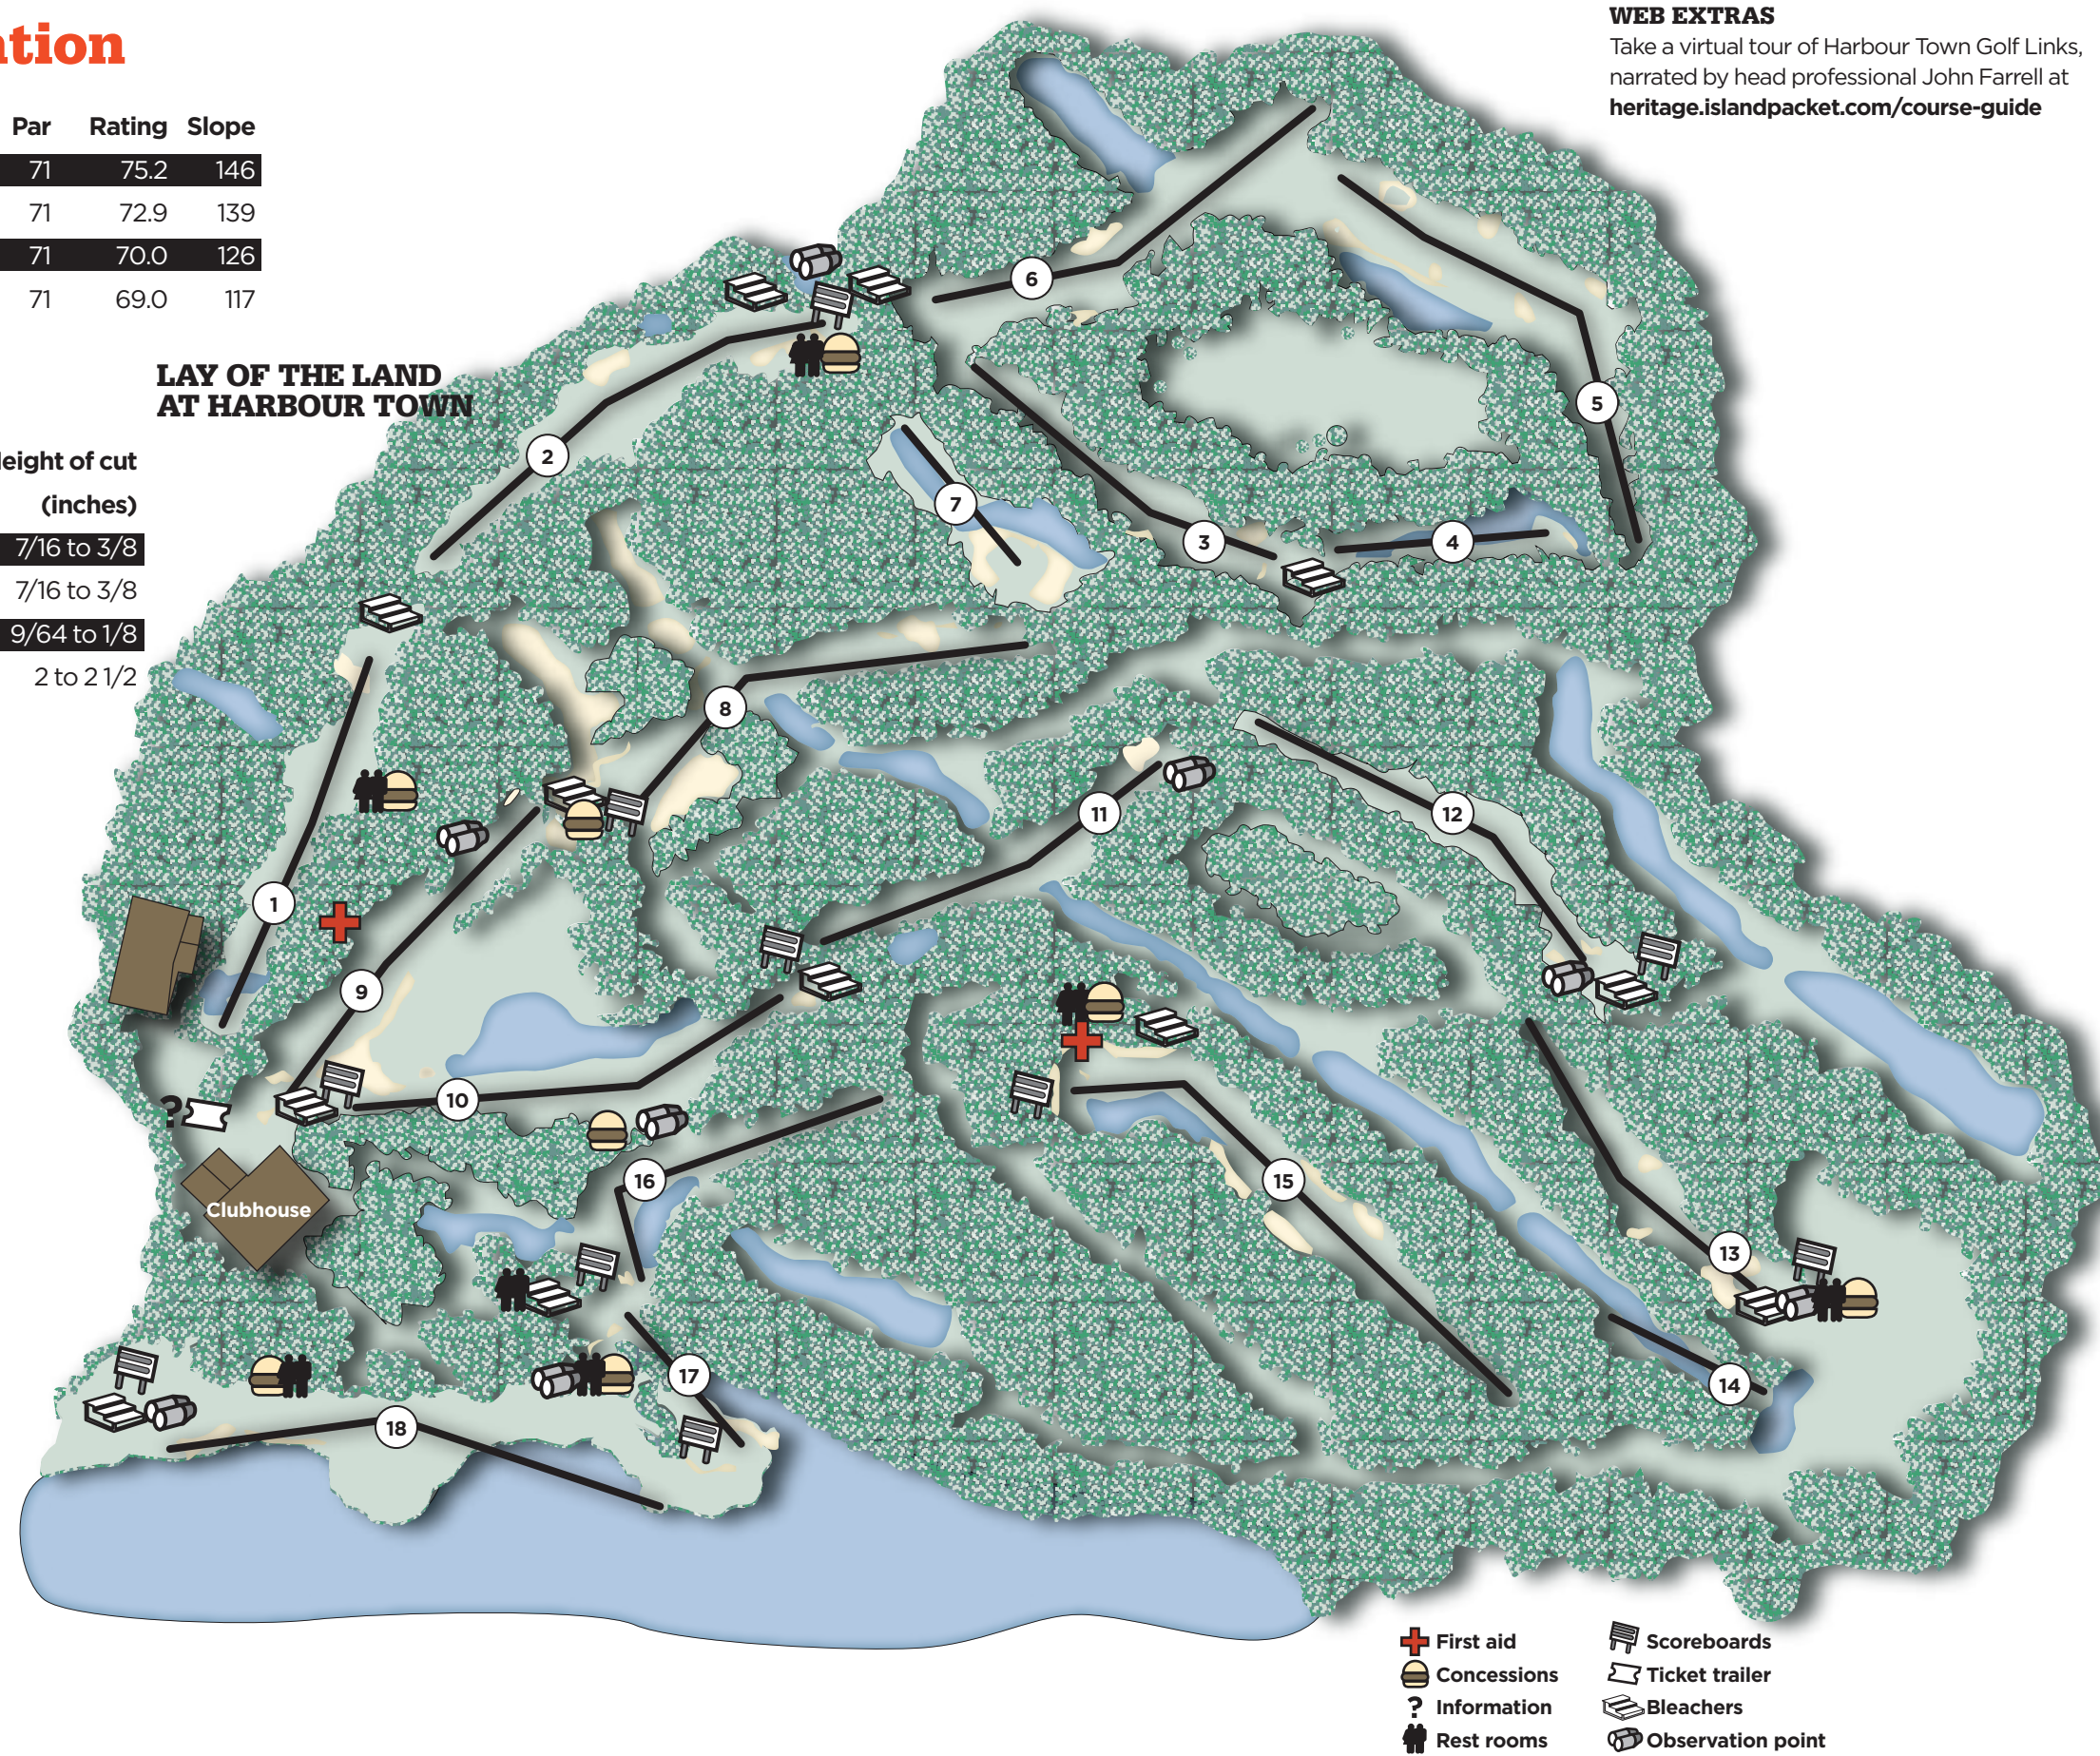 Par Rating Slope
71 75.2 146
71 72.9 139
71 70.0 126
71 69.0 117
LAY OF THE LAND
AT HARBOUR TOWN
of cut
(inches)
7/16 to 3/8
7/16 to 3/8
9/64 to 1/8
2 to 2 1/2
WEB EXTRAS
Take a virtual tour of Harbour Town Golf Links,
narrated by head professional John Farrell at
heritage.islandpacket.com/course-guide
6
5
2
7
3
4
8
11
12
1
9
10
16
15
Clubhouse
13
17
14
18
?
First aid
Concessions
? Information
Rest rooms
Scoreboards
Ticket trailer
Bleachers
Observation point